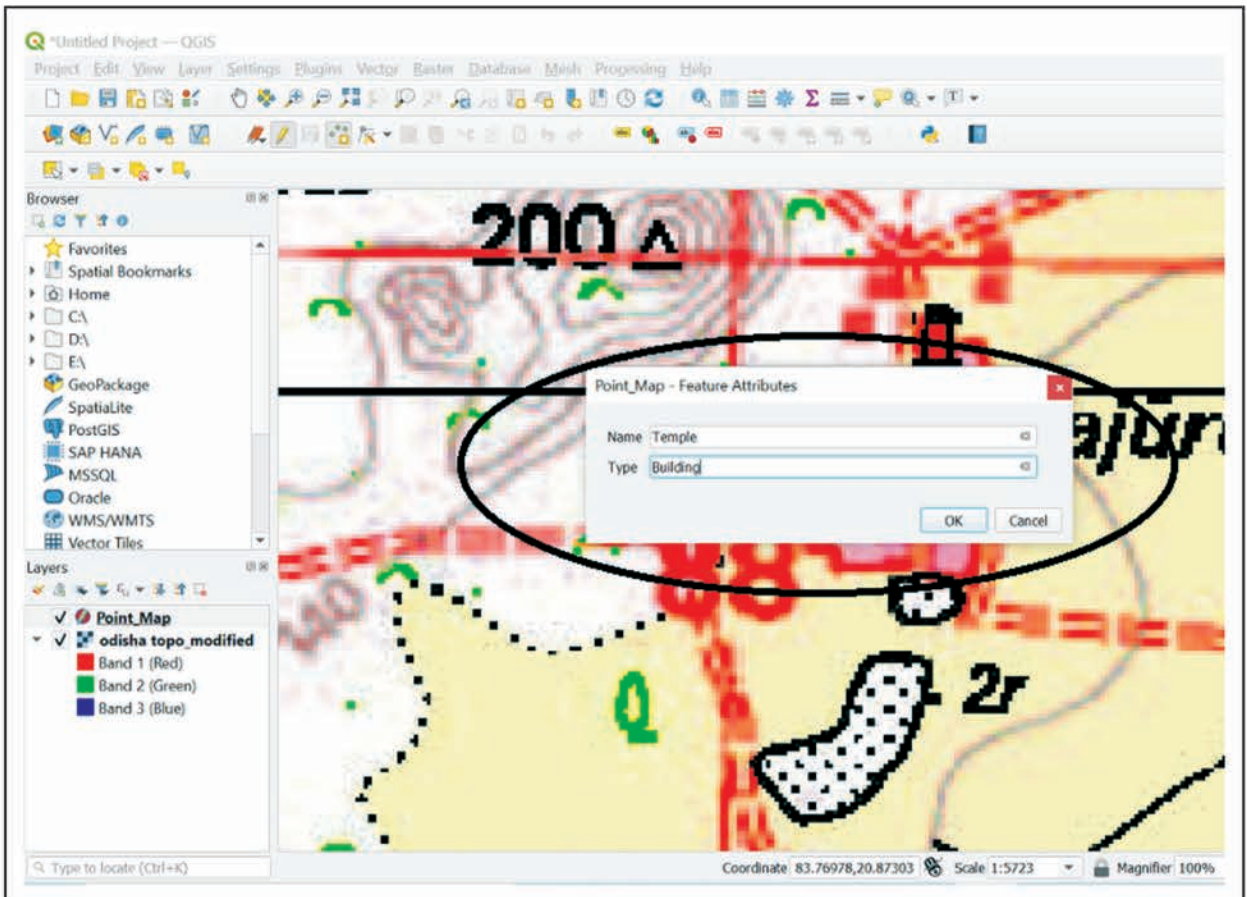 *Untitled Project — QGIS
Project Edit View Layer Settings Plugins Vector Raster Database Mesh Processing Help
Browser
Favorites
Spatial Bookmarks
Home
C:\
D:\
E:\
GeoPackage
SpatiaLite
PostGIS
SAP HANA
MSSQL
Oracle
WMS/WMTS
Vector Tiles
Layers
Point_Map
odisha topo_modified
Band 1 (Red)
Band 2 (Green)
Band 3 (Blue)
Type to locate (Ctrl+K)
200
Point_Map - Feature Attributes
Name Temple
Type Building
OK Cancel
140
88
2r
Coordinate 83.76978,20.87303 Scale 1:5723 Magnifier 100%